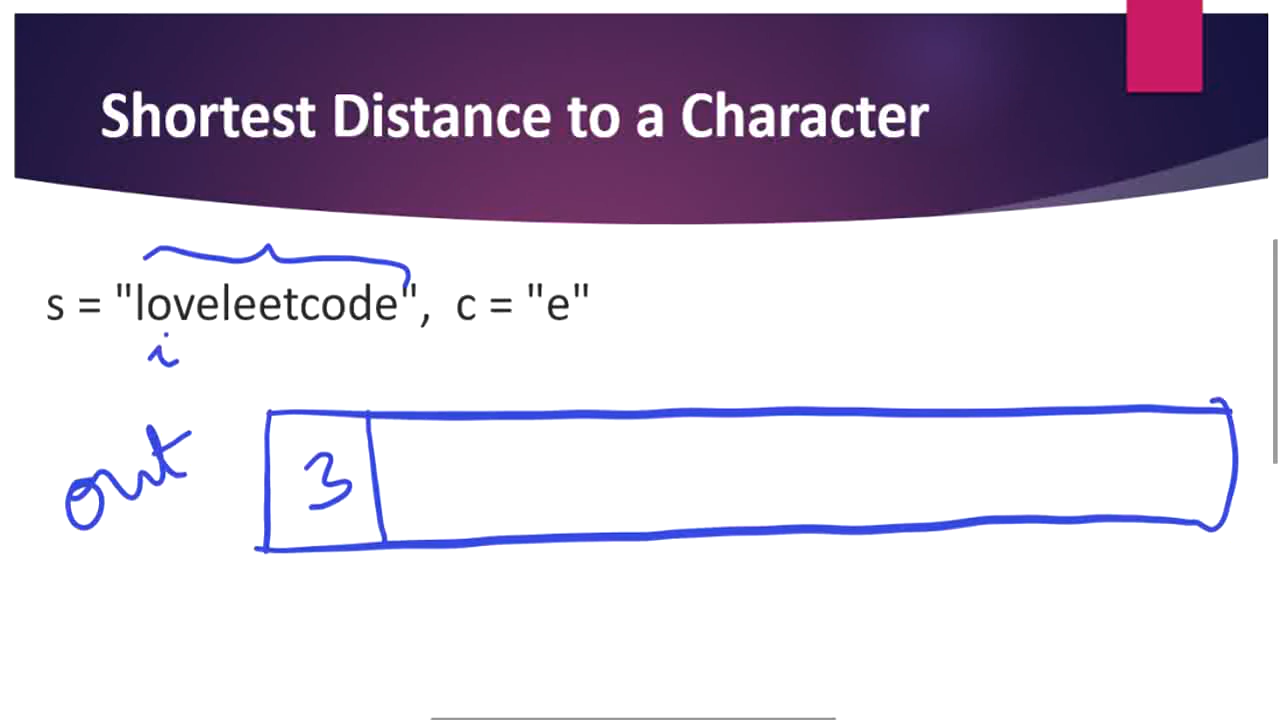 Shortest Distance to a Character
s = "loveleetcode", c = "e"
i
out
3